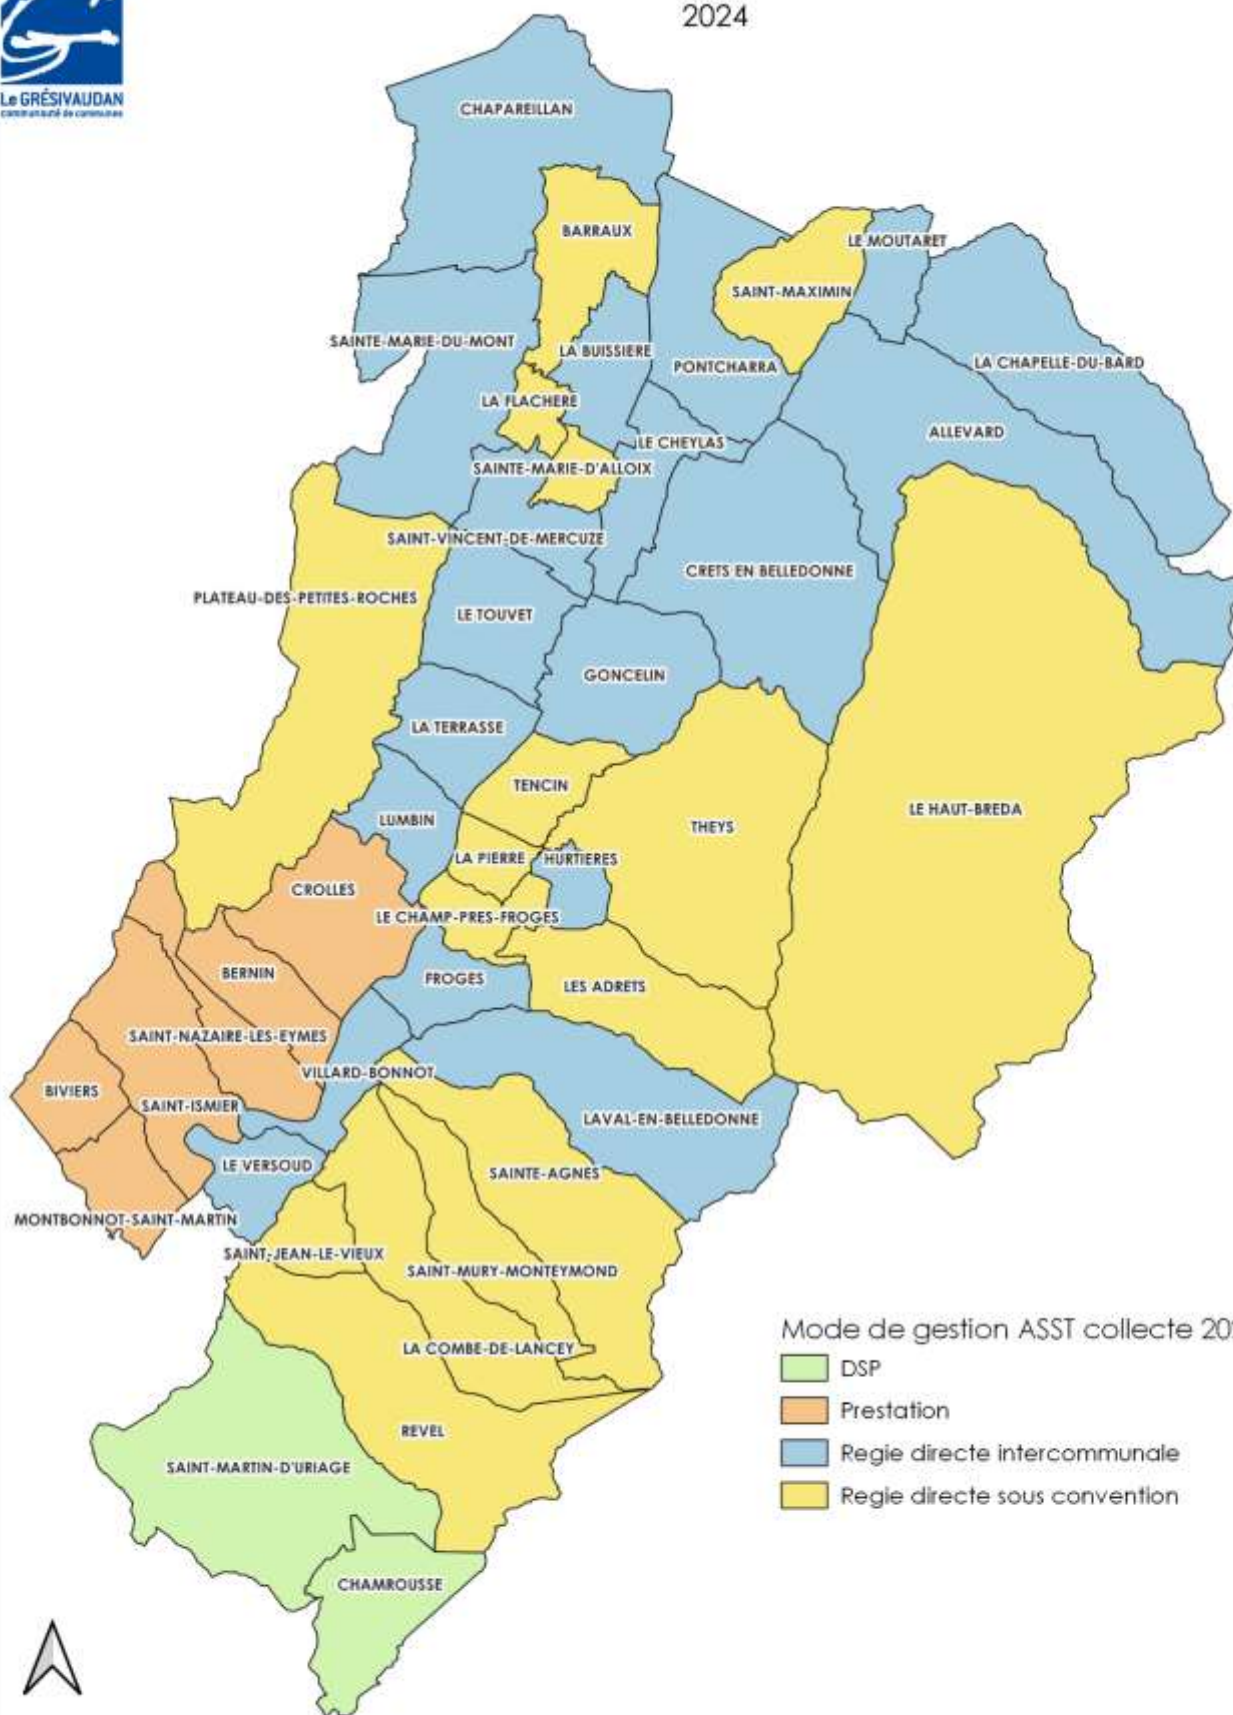 2024
Le GRÉSIVAUDAN
communauté de communes
CHAPAREILLAN
BARRAUX
LE MOUTARET
SAINT-MAXIMIN
SAINTE-MARIE-DU-MONT
LA BUISSIERE
PONTCHARRA
LA CHAPELLE-DU-BARD
LA FLACHERE
ALLEVARD
LE CHEYLAS
SAINTE-MARIE-D'ALLOIX
SAINT-VINCENT-DE-MERCUZE
CRETS EN BELLEDONNE
PLATEAU-DES-PETITES-ROCHES
LE TOUVET
GONCELIN
LA TERRASSE
TENCIN
LE HAUT-BREDA
LUMBIN
THEYS
LA PIERRE
HURTIERES
CROLLES
LE CHAMP-PRES-FROGES
BERNIN
FROGES
LES ADRETS
SAINT-NAZAIRE-LES-EYMES
VILLARD-BONNOT
BIVIERS
SAINT-ISMIER
LAVAL-EN-BELLEDONNE
LE VERSOUD
SAINTE-AGNES
MONTBONNOT-SAINT-MARTIN
SAINT-JEAN-LE-VIEUX
SAINT-MURY-MONTEYMOND
LA COMBE-DE-LANCEY
REVEL
SAINT-MARTIN-D'URIAGE
CHAMROUSSE
Mode de gestion ASST collecte 20
DSP
Prestation
Regie directe intercommunale
Regie directe sous convention